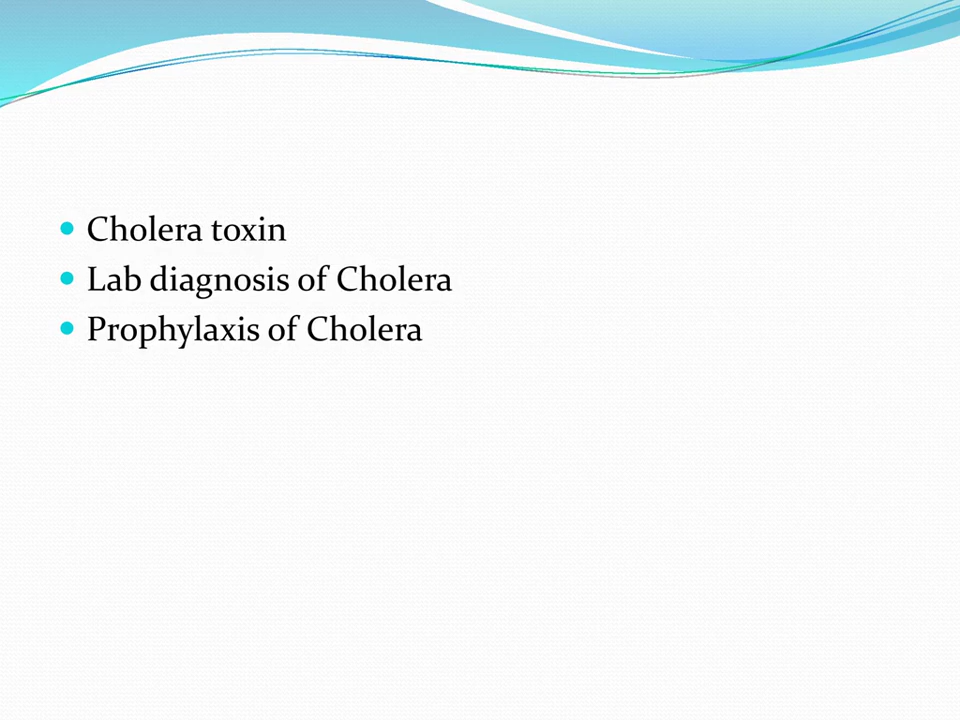 Cholera toxin
Lab diagnosis of Cholera
Prophylaxis of Cholera